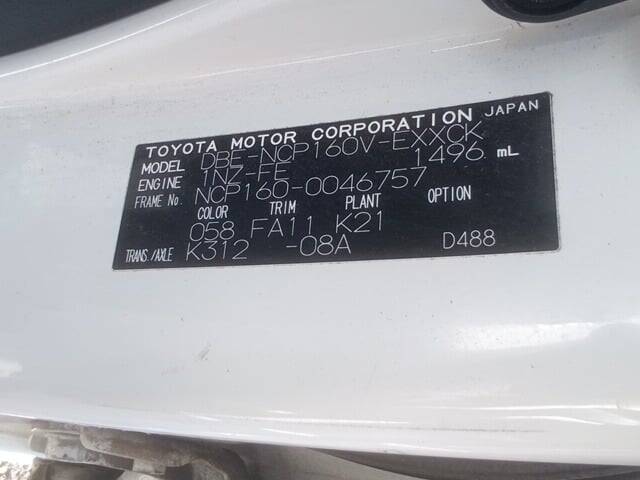 TOYOTA MOTOR CORPORATION JAPAN
MODEL DBE-NCP160V-EXXCK
ENGINE 1NZ-FE 1496 mL
FRAME No. NCP160-0046757
COLOR TRIM PLANT OPTION
058 FA11 K21
TRANS./AXLE K312 -08A D488